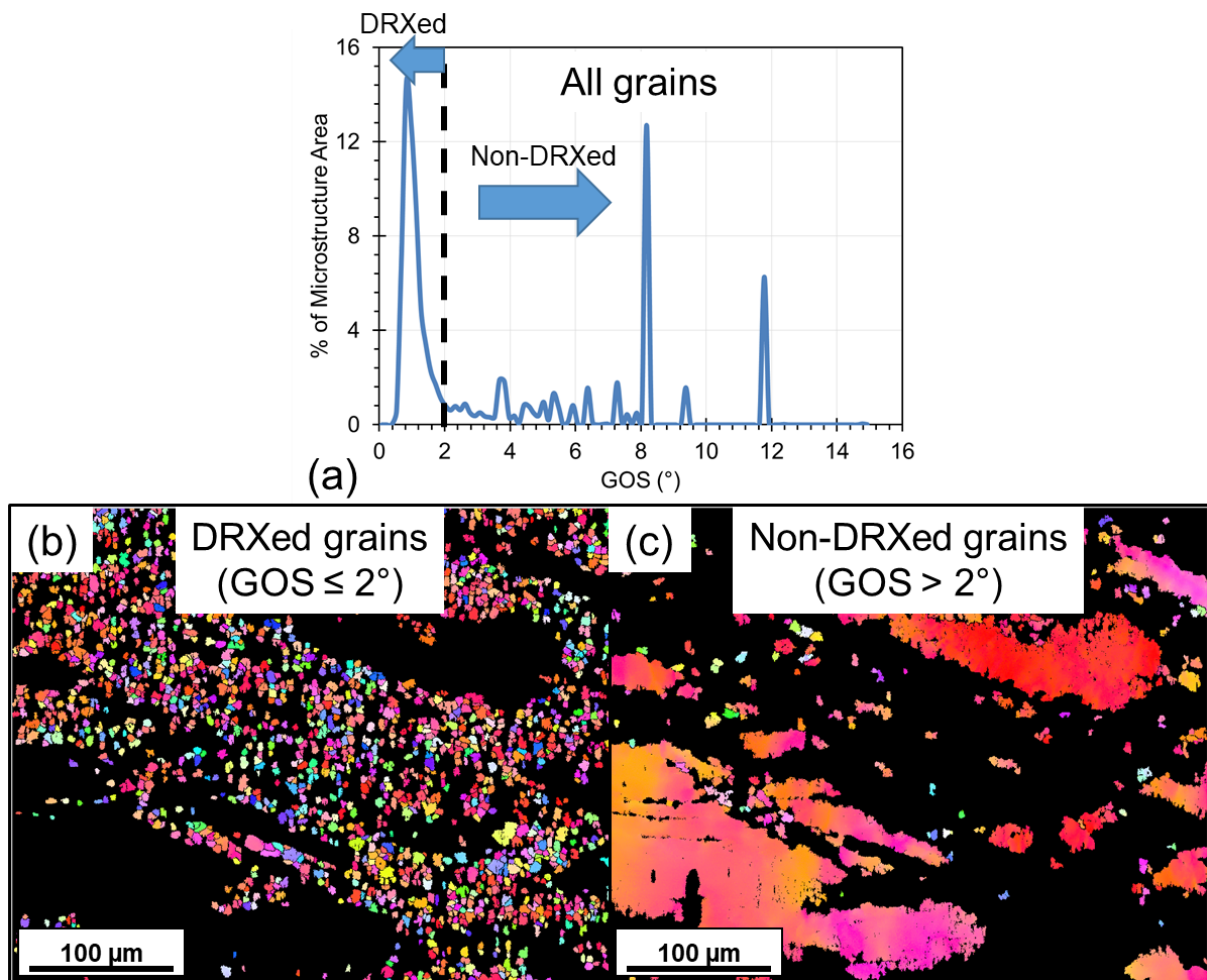 DRXed
All grains
Non-DRXed
16
12
8
4
0
% of Microstructure Area
0 2 4 6 8 10 12 14 16
GOS (°)
(a)
(b)
DRXed grains
(GOS ≤ 2°)
100 µm
(c)
Non-DRXed grains
(GOS > 2°)
100 µm